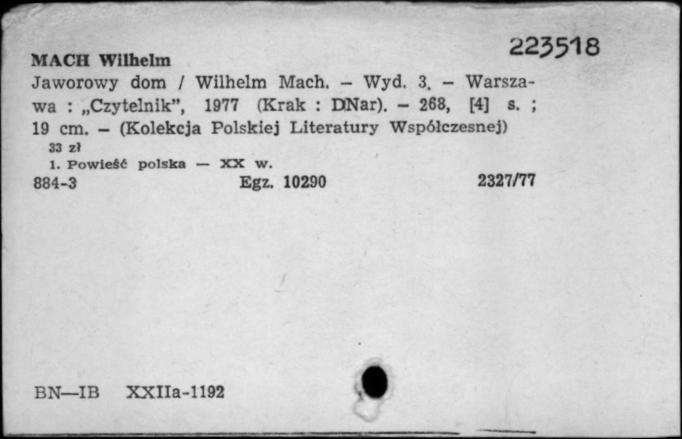 223518
MACH Wilhelm
Jaworowy dom / Wilhelm Mach. – Wyd. 3. – Warsza-
wa : „Czytelnik”, 1977 (Krak : DNar). – 268, [4] s. ;
19 cm. – (Kolekcja Polskiej Literatury Współczesnej)
33 zł
1. Powieść polska — XX w.
884-3 Egz. 10290 2327/77
BN—IB XXIIa-1192